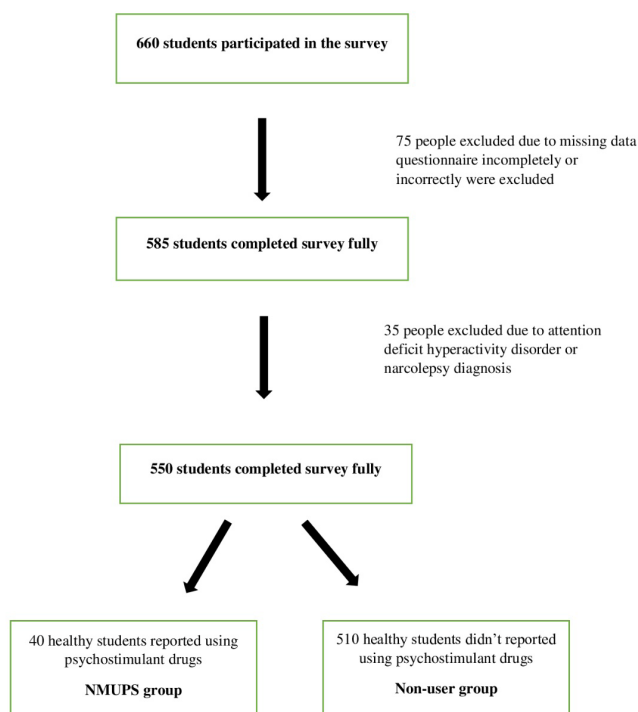 660 students participated in the survey
75 people excluded due to missing data
questionnaire incompletely or
incorrectly were excluded
585 students completed survey fully
35 people excluded due to attention
deficit hyperactivity disorder or
narcolepsy diagnosis
550 students completed survey fully
40 healthy students reported using
psychostimulant drugs
NMUPS group
510 healthy students didn’t reported
using psychostimulant drugs
Non-user group